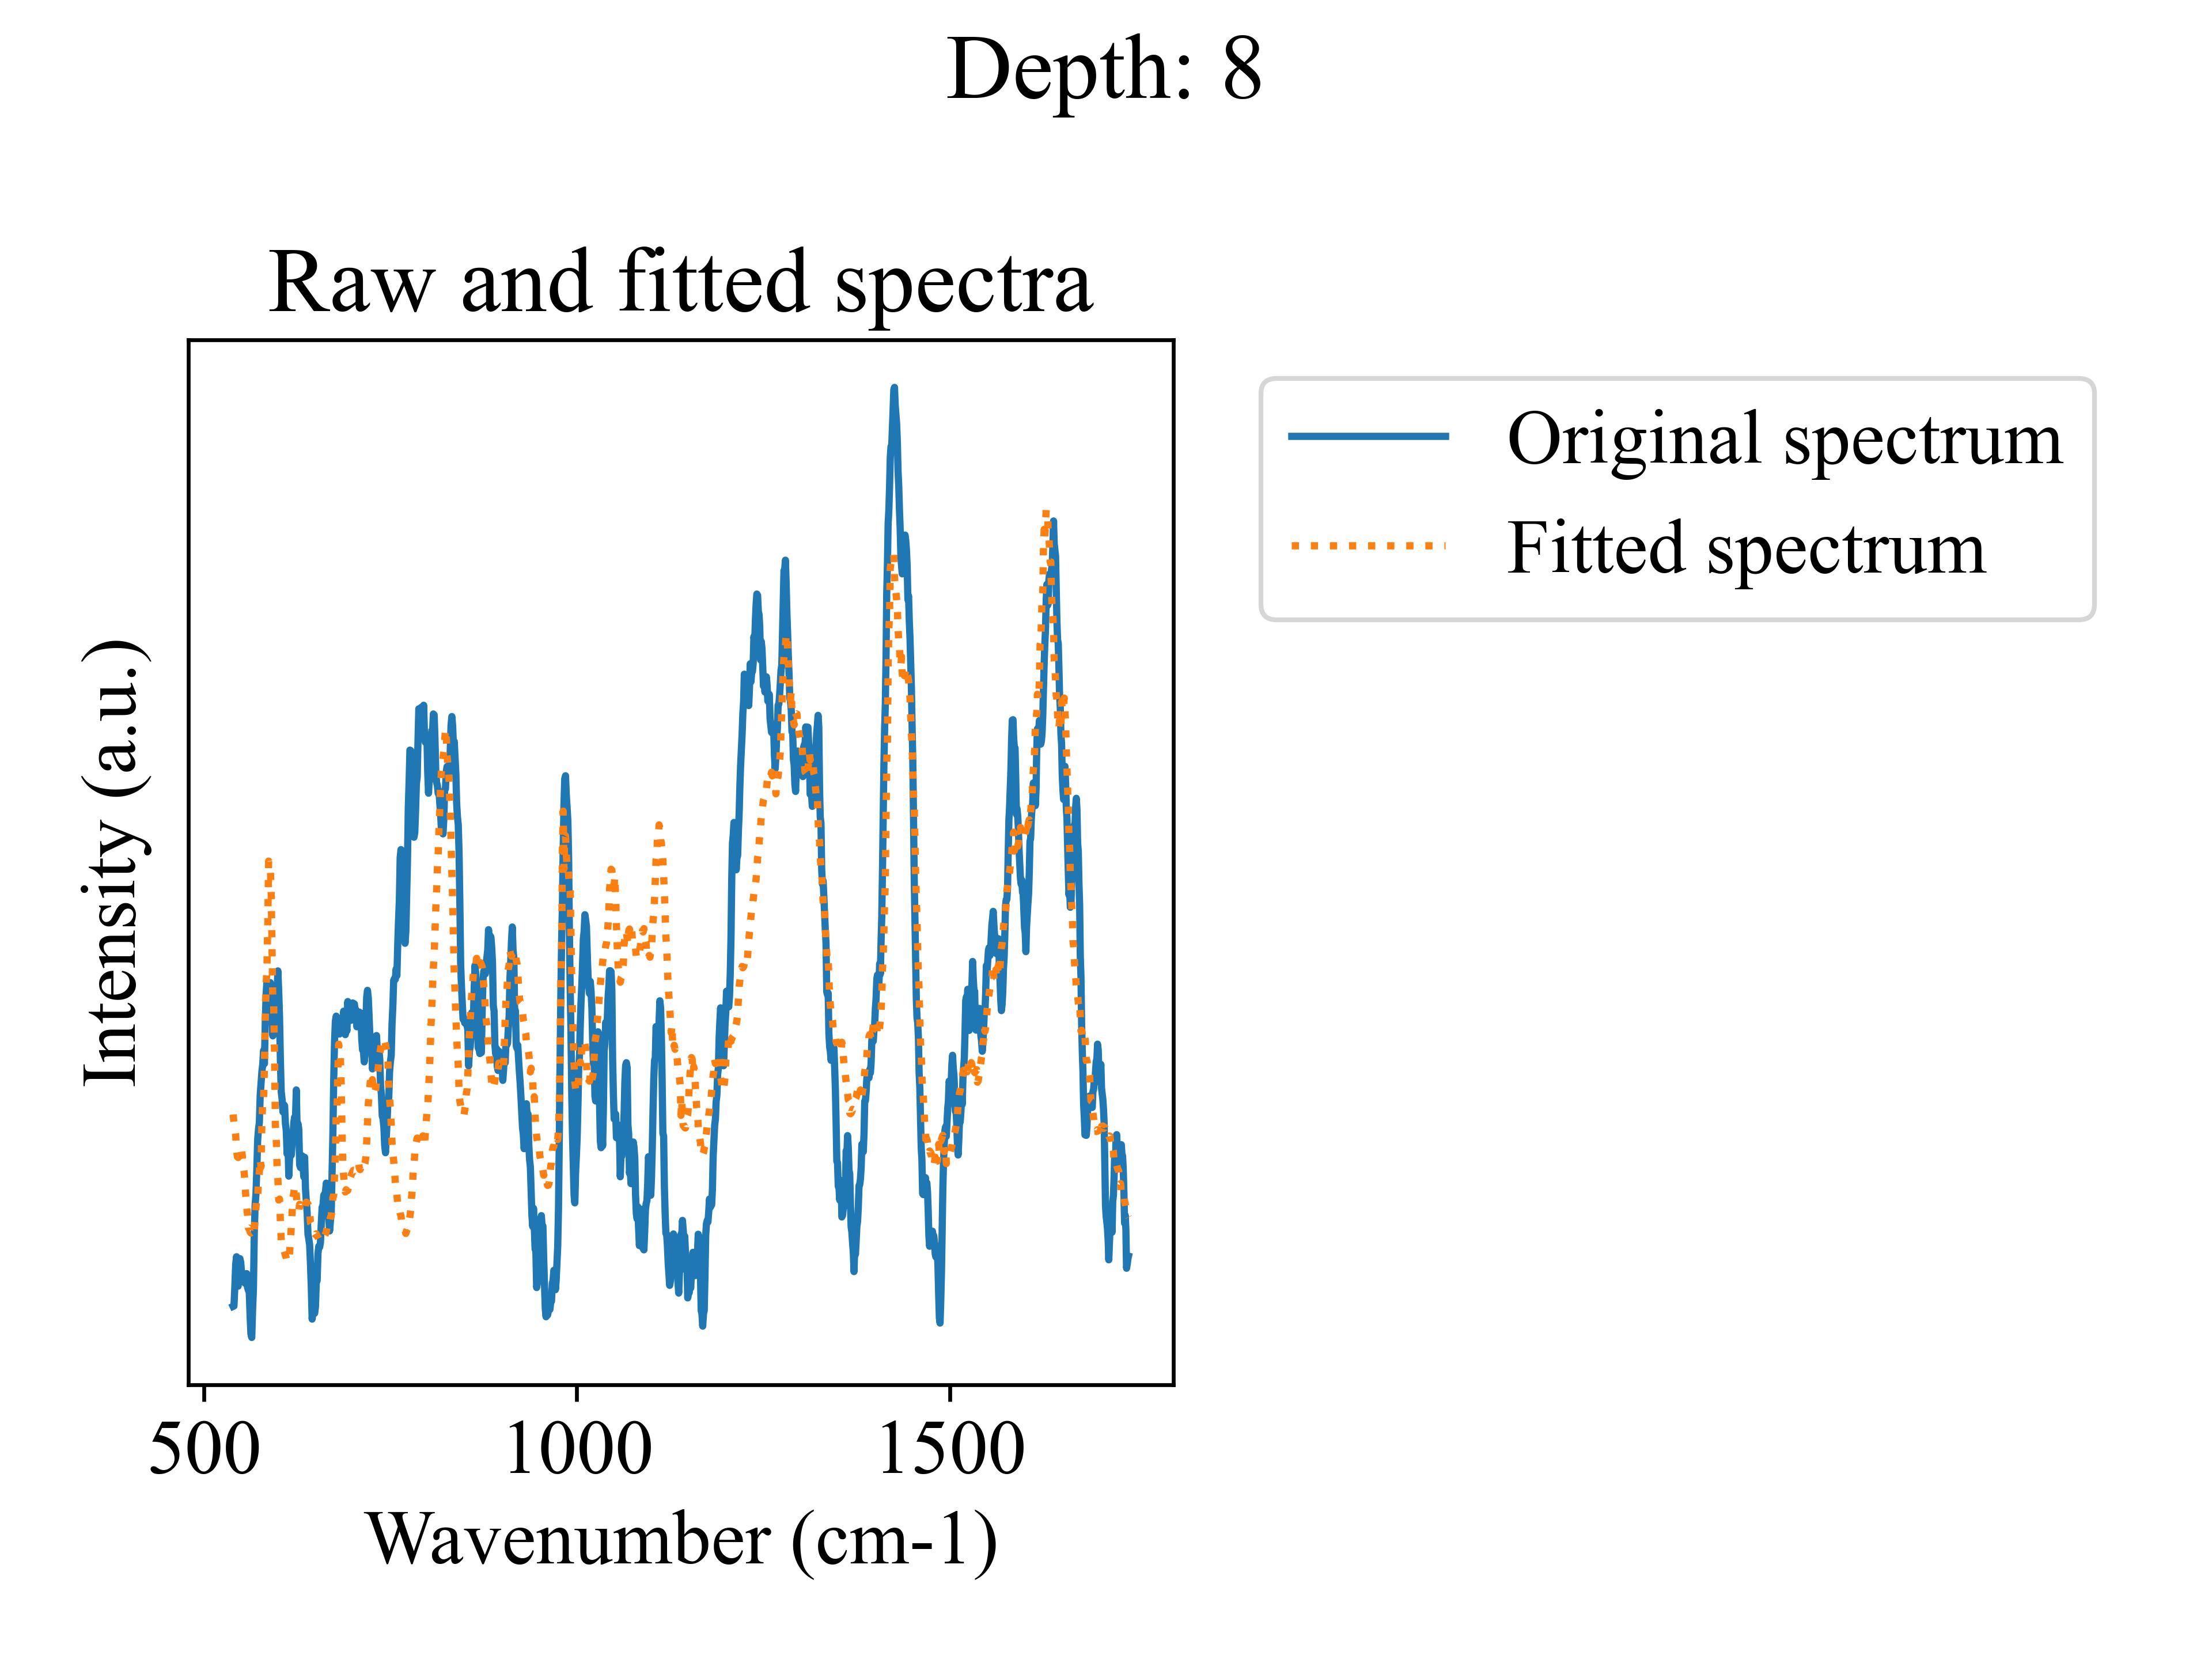 Depth: 8
Raw and fitted spectra
Original spectrum
Fitted spectrum
Intensity (a.u.)
500 1000 1500
Wavenumber (cm-1)